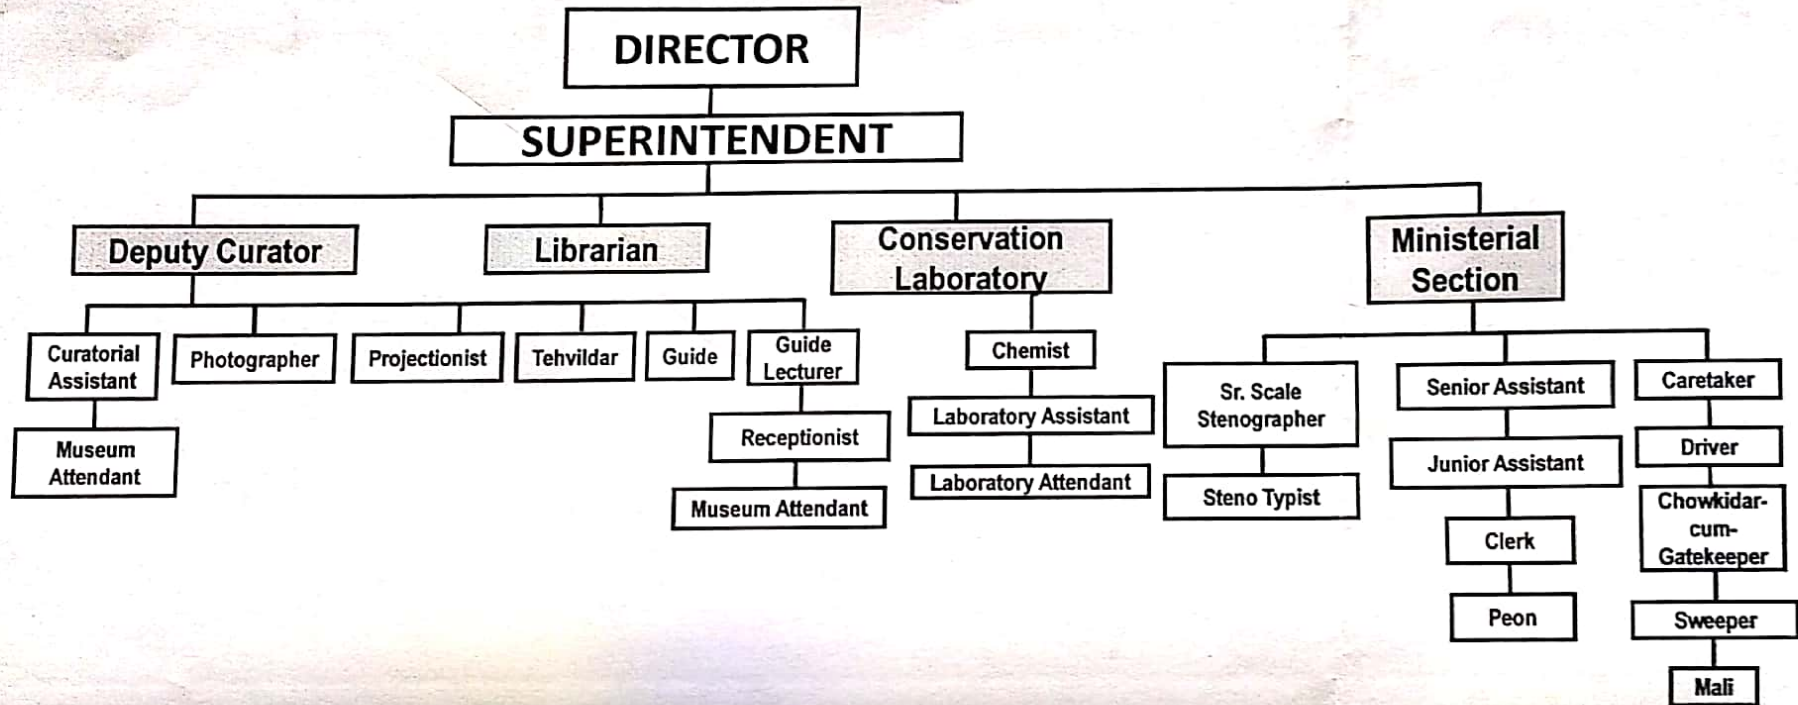 DIRECTOR
SUPERINTENDENT
Deputy Curator
Librarian
Conservation
Laboratory
Ministerial
Section
Curatorial
Assistant
Photographer
Projectionist
Tehvildar
Guide
Guide
Lecturer
Chemist
Sr. Scale
Stenographer
Senior Assistant
Caretaker
Museum
Attendant
Receptionist
Laboratory Assistant
Junior Assistant
Driver
Museum Attendant
Laboratory Attendant
Steno Typist
Clerk
Chowkidar-
cum-
Gatekeeper
Peon
Sweeper
Mali